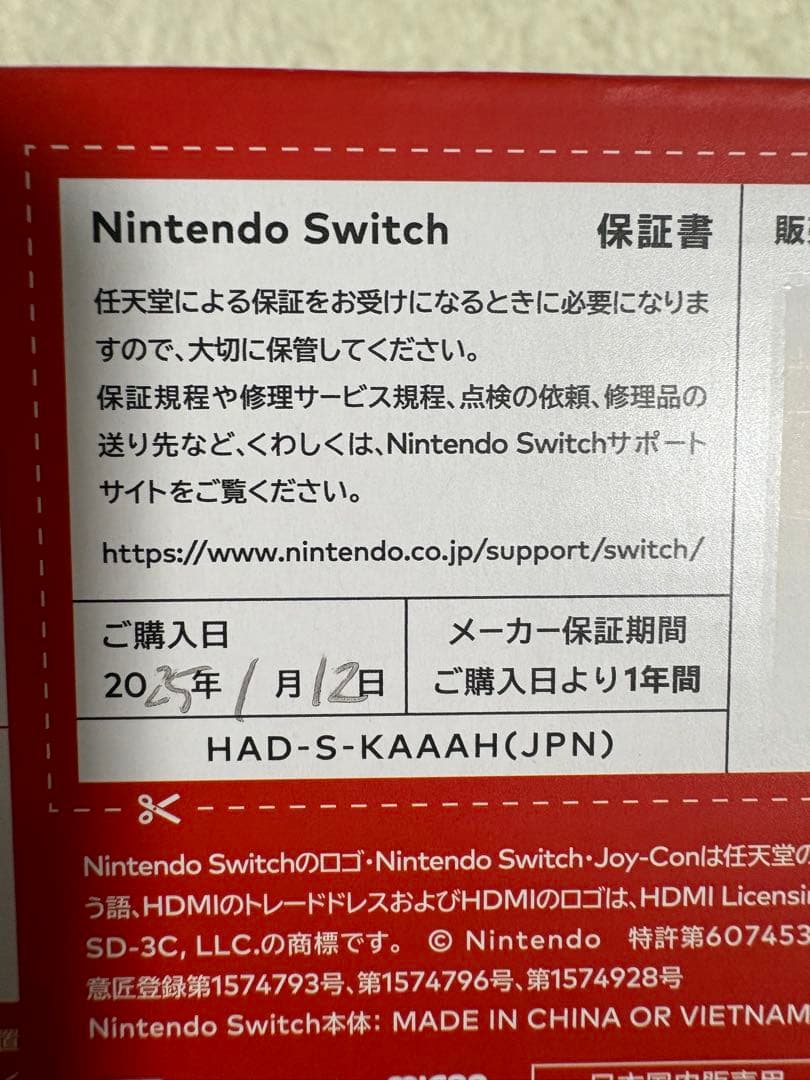 Nintendo Switch 保証書
任天堂による保証をお受けになるときに必要になりま
すので、大切に保管してください。
保証規程や修理サービス規程、点検の依頼、修理品の
送り先など、くわしくは、Nintendo Switchサポート
サイトをご覧ください。
https://www.nintendo.co.jp/support/switch/
ご購入日
2025年1月12日
メーカー保証期間
ご購入日より1年間
HAD-S-KAAAH(JPN)
販
Nintendo Switchのロゴ・Nintendo Switch・Joy-Conは任天堂の
う語、HDMIのトレードドレスおよびHDMIのロゴは、HDMI Licensin
SD-3C, LLC.の商標です。 © Nintendo 特許第607453
意匠登録第1574793号、第1574796号、第1574928号
Nintendo Switch本体: MADE IN CHINA OR VIETNAM
置